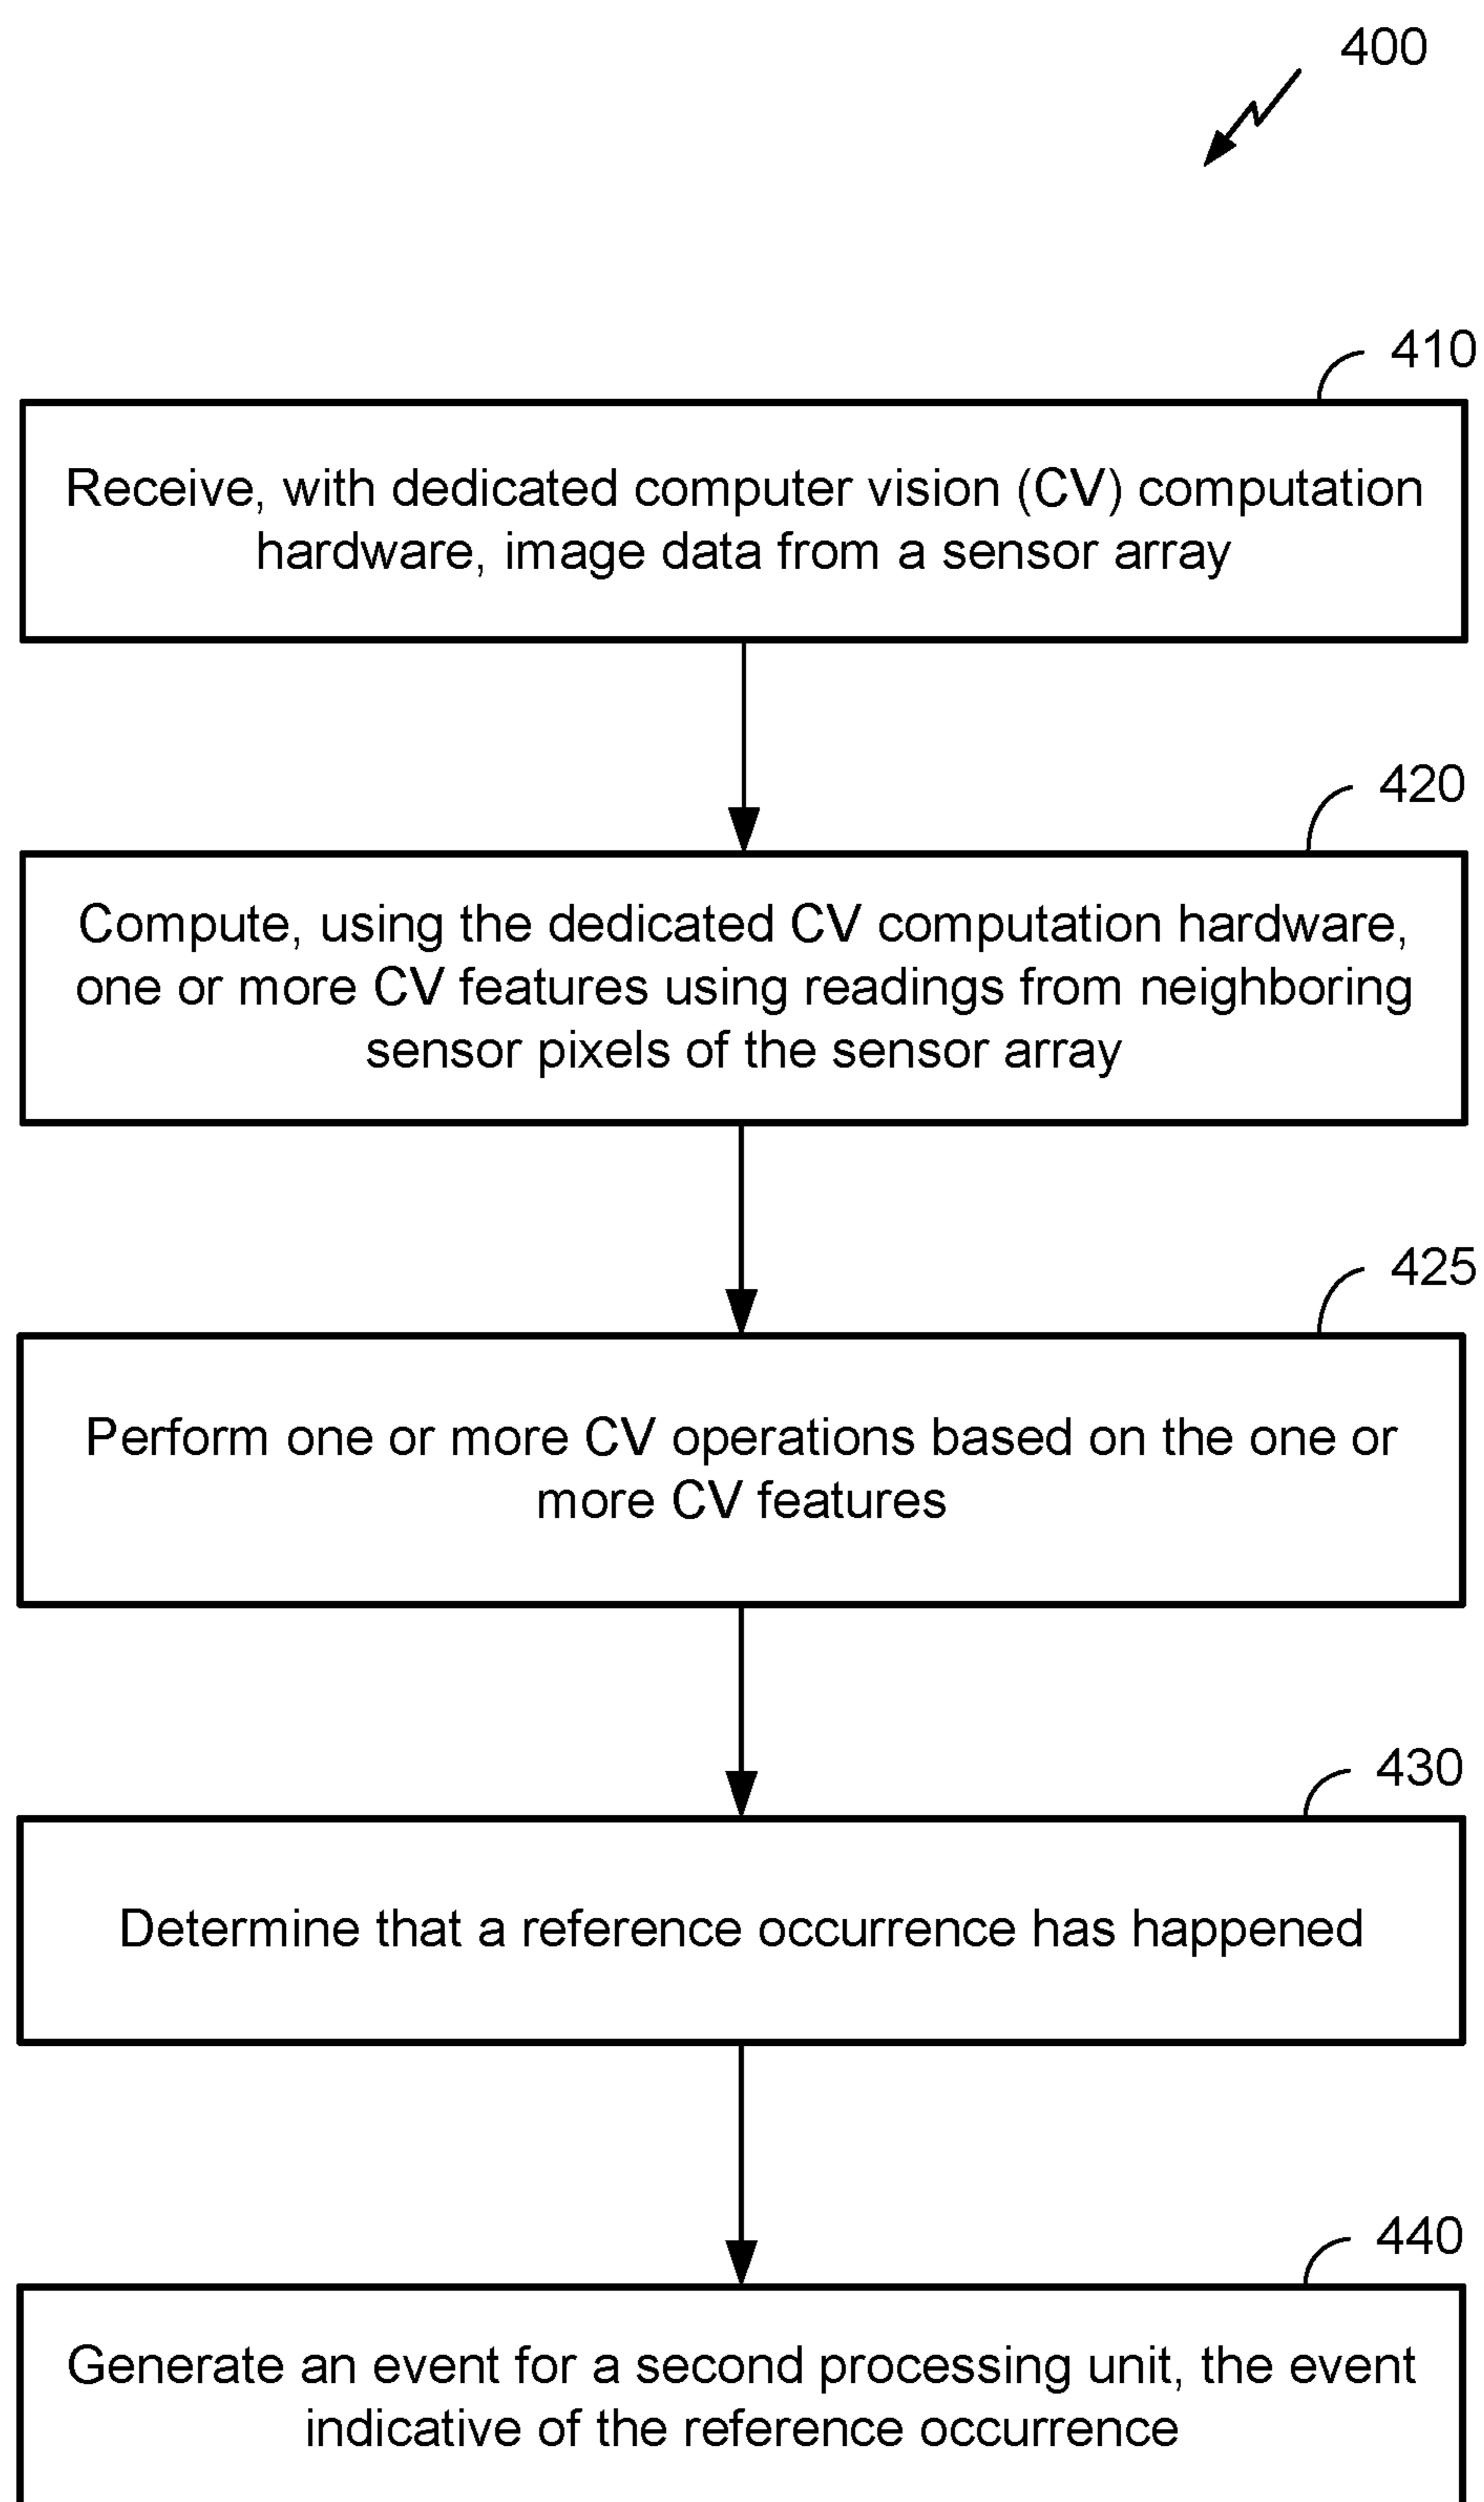 400
410
Receive, with dedicated computer vision (CV) computation
hardware, image data from a sensor array
420
Compute, using the dedicated CV computation hardware,
one or more CV features using readings from neighboring
sensor pixels of the sensor array
425
Perform one or more CV operations based on the one or
more CV features
430
Determine that a reference occurrence has happened
440
Generate an event for a second processing unit, the event
indicative of the reference occurrence